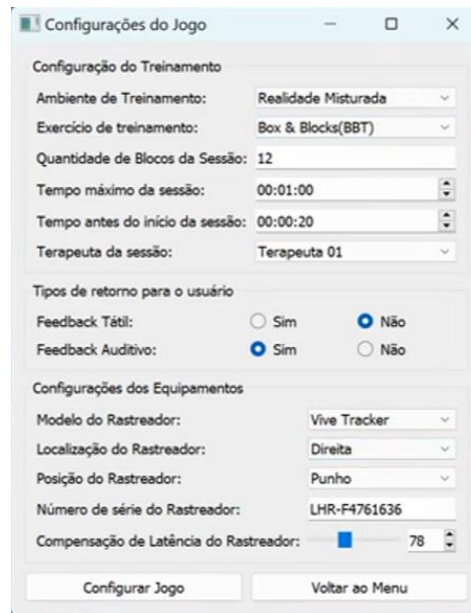 Configurações do Jogo
Configuração do Treinamento
Ambiente de Treinamento: Realidade Misturada
Exercício de treinamento: Box & Blocks(BBT)
Quantidade de Blocos da Sessão: 12
Tempo máximo da sessão: 00:01:00
Tempo antes do início da sessão: 00:00:20
Terapeuta da sessão: Terapeuta 01
Tipos de retorno para o usuário
Feedback Tátil: Sim Não
Feedback Auditivo: Sim Não
Configurações dos Equipamentos
Modelo do Rastreador: Vive Tracker
Localização do Rastreador: Direita
Posição do Rastreador: Punho
Número de série do Rastreador: LHR-F4761636
Compensação de Latência do Rastreador: 78
Configurar Jogo Voltar ao Menu